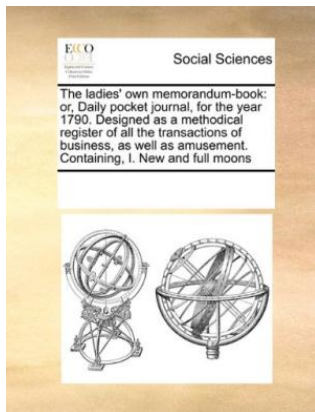 ECCO
Social Sciences
The ladies' own memorandum-book:
or, Daily pocket journal, for the year
1790. Designed as a methodical
register of all the transactions of
business, as well as amusement.
Containing, I. New and full moons